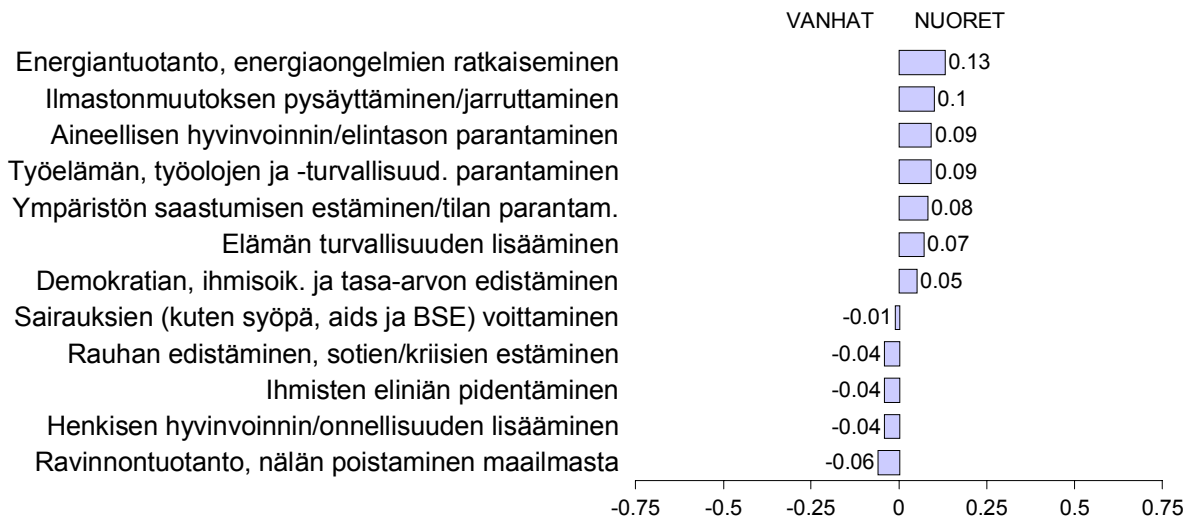 VANHAT NUORET
Energiantuotanto, energiaongelmien ratkaiseminen 0.13
Ilmastonmuutoksen pysäyttäminen/jarruttaminen 0.1
Aineellisen hyvinvoinnin/elintason parantaminen 0.09
Työelämän, työolojen ja -turvallisuud. parantaminen 0.09
Ympäristön saastumisen estäminen/tilan parantam. 0.08
Elämän turvallisuuden lisääminen 0.07
Demokratian, ihmisoik. ja tasa-arvon edistäminen 0.05
Sairauksien (kuten syöpä, aids ja BSE) voittaminen -0.01
Rauhan edistäminen, sotien/kriisien estäminen -0.04
Ihmisten eliniän pidentäminen -0.04
Henkisen hyvinvoinnin/onnellisuuden lisääminen -0.04
Ravinnontuotanto, nälän poistaminen maailmasta -0.06
-0.75 -0.5 -0.25 0 0.25 0.5 0.75